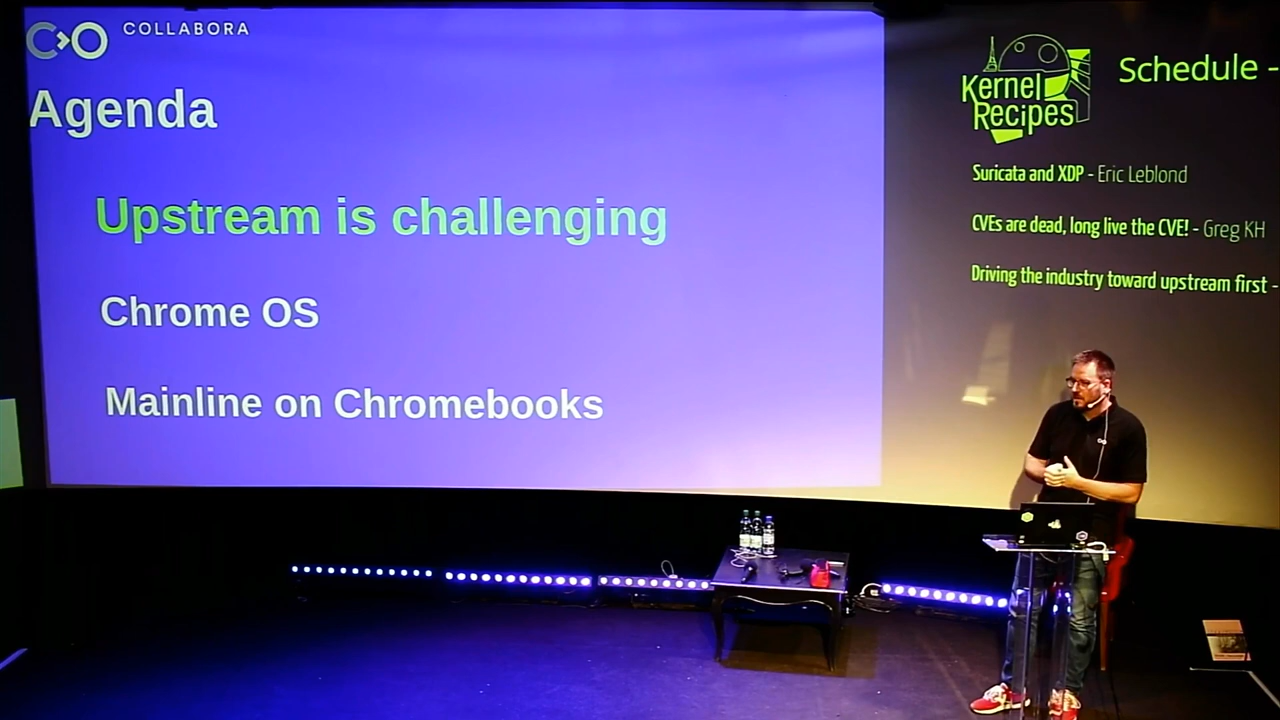 COLLABORA
Agenda
Upstream is challenging
Chrome OS
Mainline on Chromebooks
Kernel
Recipes
Schedule -
Suricata and XDP - Eric Leblond
CVEs are dead, long live the CVE! - Greg KH
Driving the industry toward upstream first -